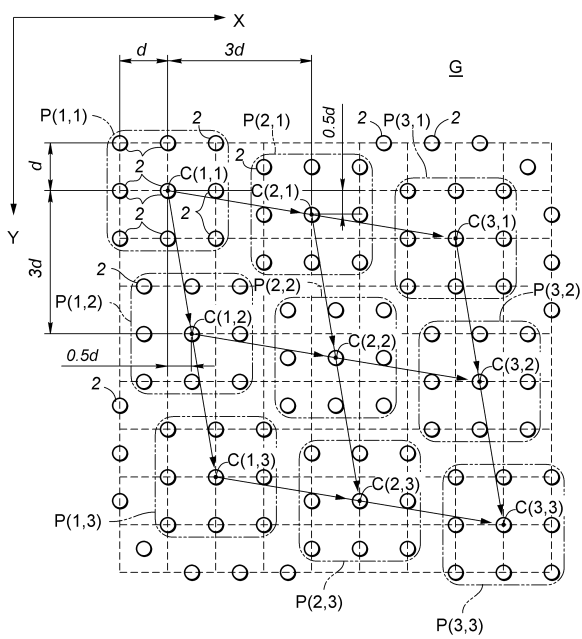 X
d
3d
G
P(1,1)
2
P(2,1)
0.5d
2
P(3,1)
2
d
2
2
2
C(1,1)
C(2,1)
2
2
Y
C(3,1)
3d
2
P(2,2)
P(3,2)
P(1,2)
C(1,2)
C(2,2)
0.5d
C(3,2)
2
C(1,3)
C(2,3)
C(3,3)
P(1,3)
P(2,3)
P(3,3)